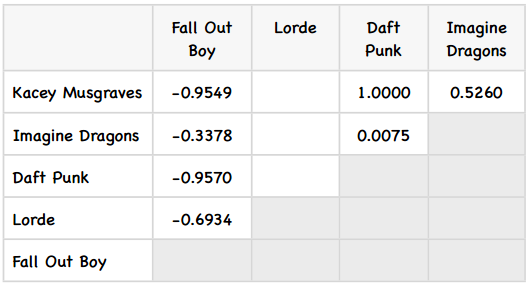 Fall Out Boy Lorde Daft Punk Imagine Dragons
Kacey Musgraves -0.9549 1.0000 0.5260
Imagine Dragons -0.3378 0.0075
Daft Punk -0.9570
Lorde -0.6934
Fall Out Boy